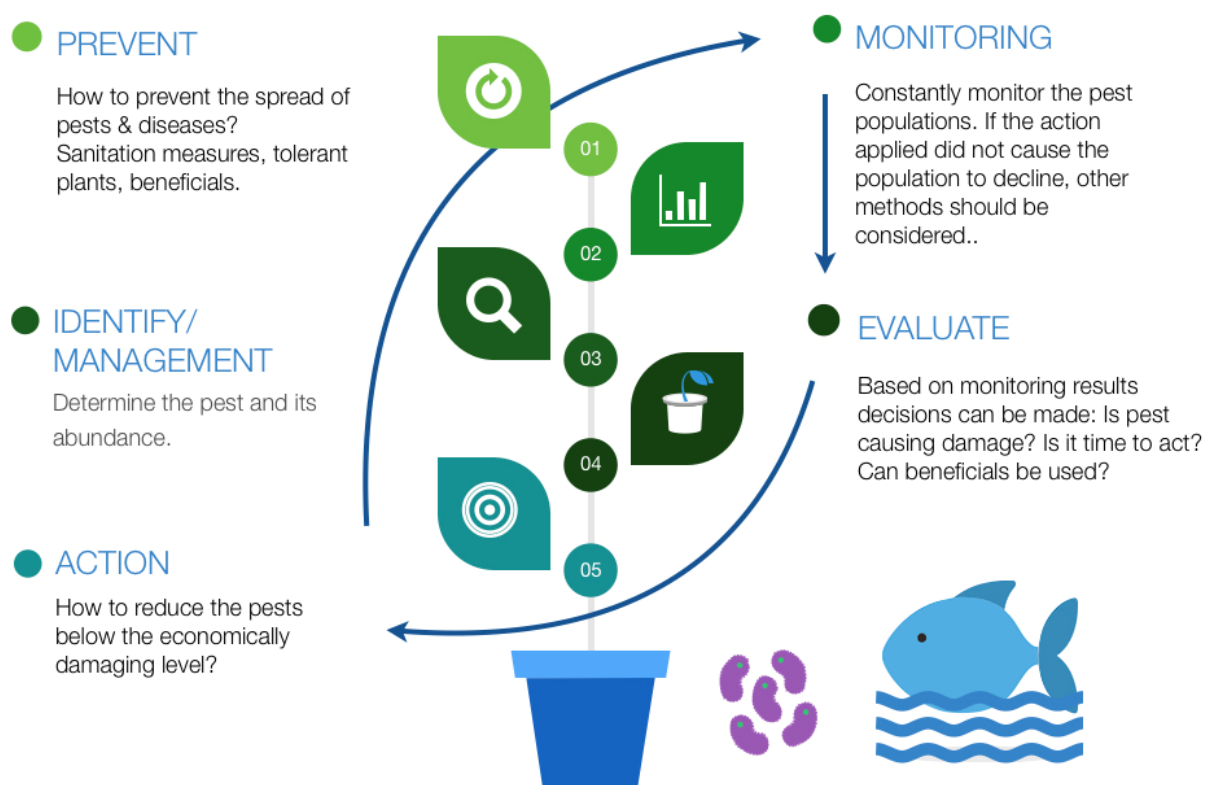 PREVENT
How to prevent the spread of
pests & diseases?
Sanitation measures, tolerant
plants, beneficials.
MONITORING
Constantly monitor the pest
populations. If the action
applied did not cause the
population to decline, other
methods should be
considered..
01
02
03
04
05
IDENTIFY/
MANAGEMENT
Determine the pest and its
abundance.
EVALUATE
Based on monitoring results
decisions can be made: Is pest
causing damage? Is it time to act?
Can beneficials be used?
ACTION
How to reduce the pests
below the economically
damaging level?